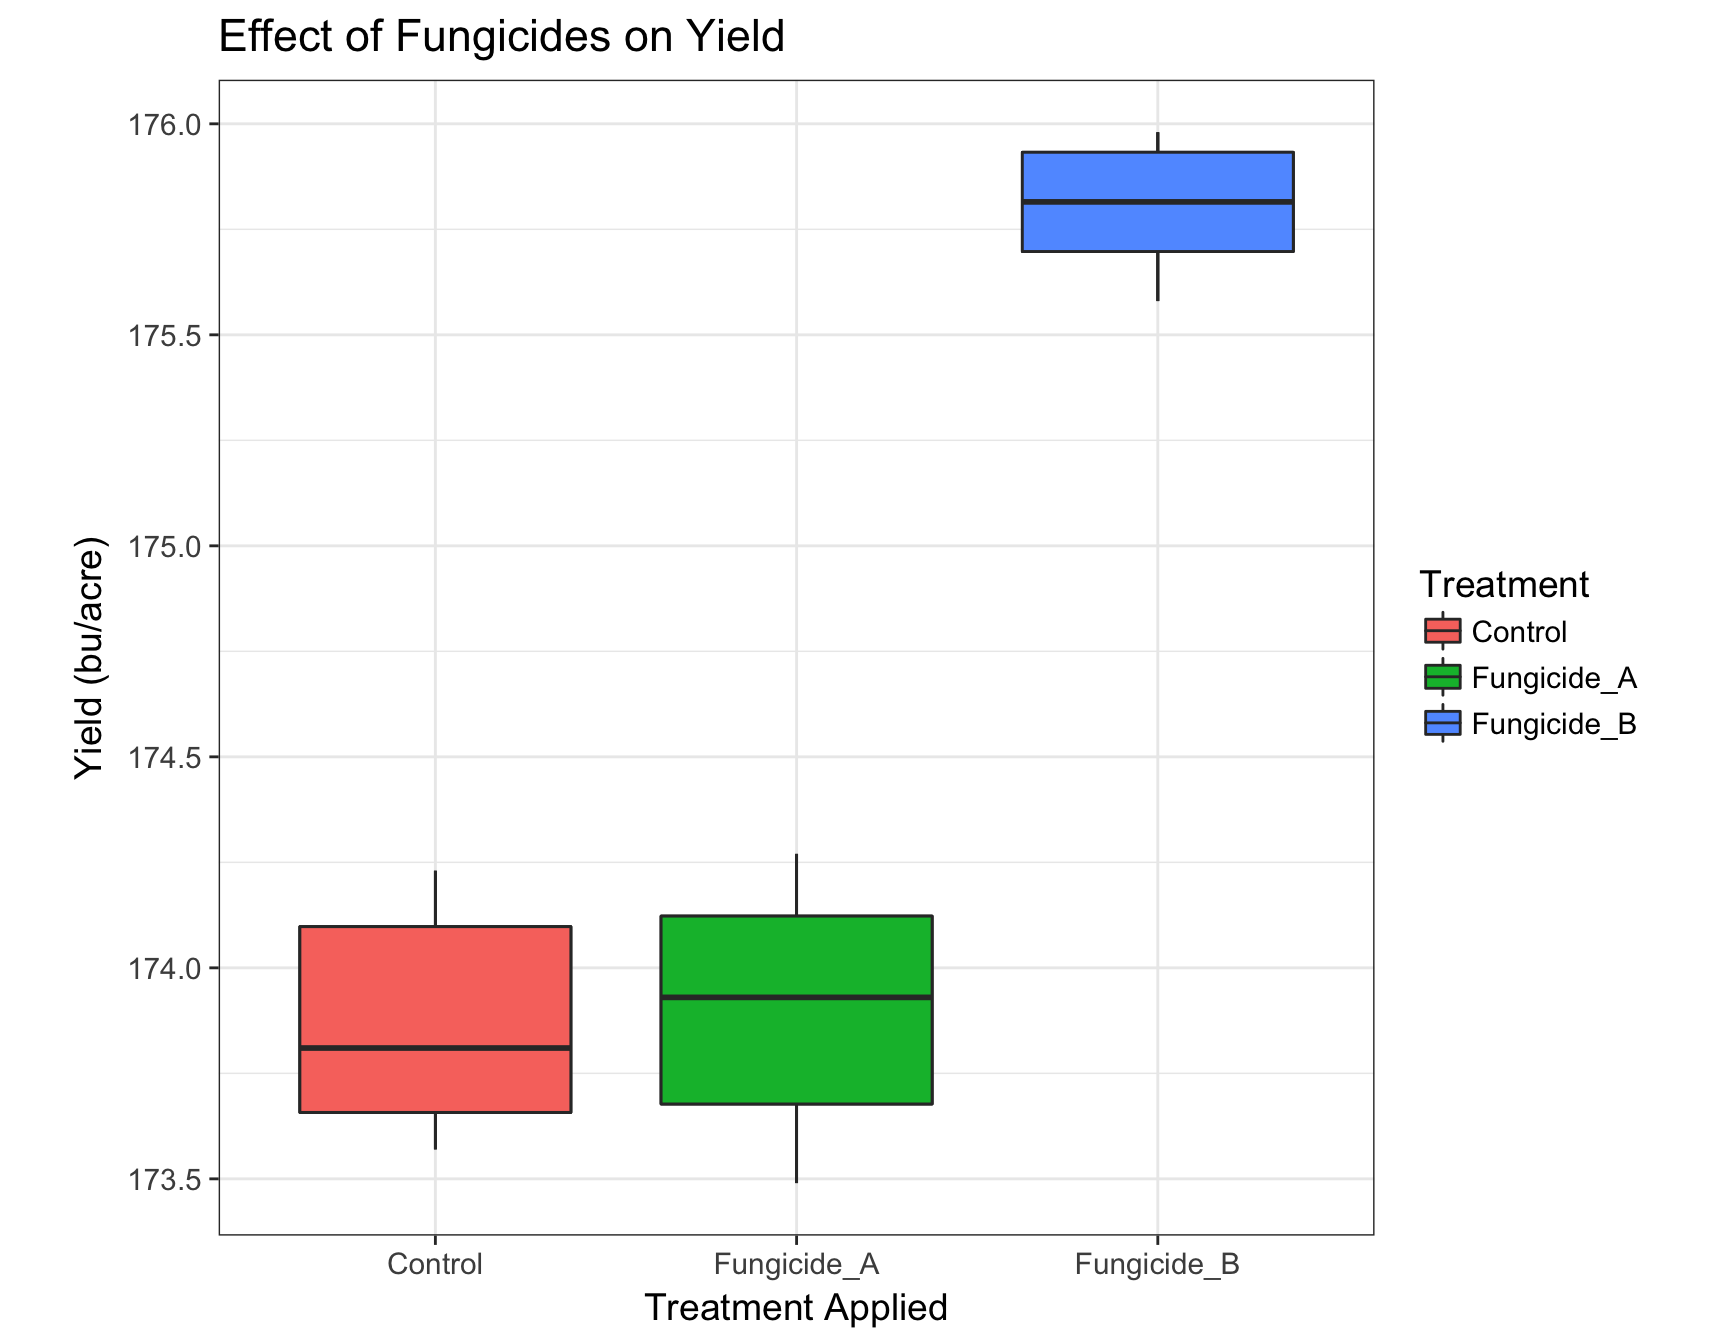 Effect of Fungicides on Yield
Yield (bu/acre)
176.0
175.5
175.0
174.5
174.0
173.5
Control
Fungicide_A
Fungicide_B
Treatment Applied
Treatment
Control
Fungicide_A
Fungicide_B